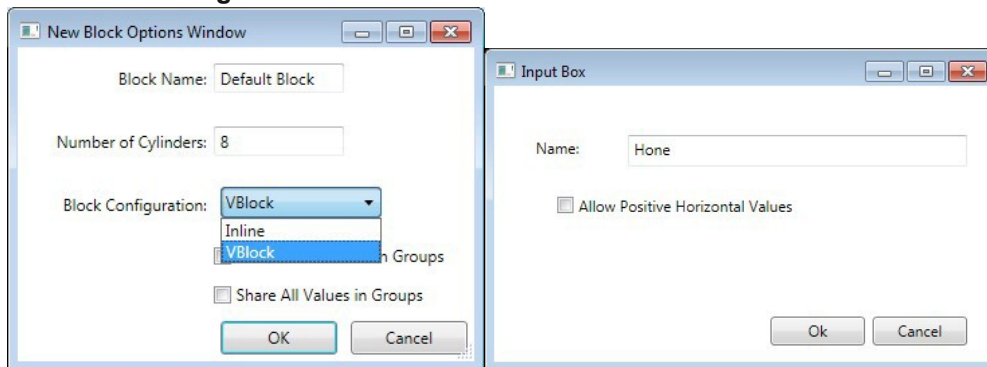 New Block Options Window
Block Name: Default Block
Number of Cylinders: 8
Block Configuration: VBlock
Inline
VBlock
n Groups
Share All Values in Groups
OK Cancel
Input Box
Name: Hone
Allow Positive Horizontal Values
Ok Cancel